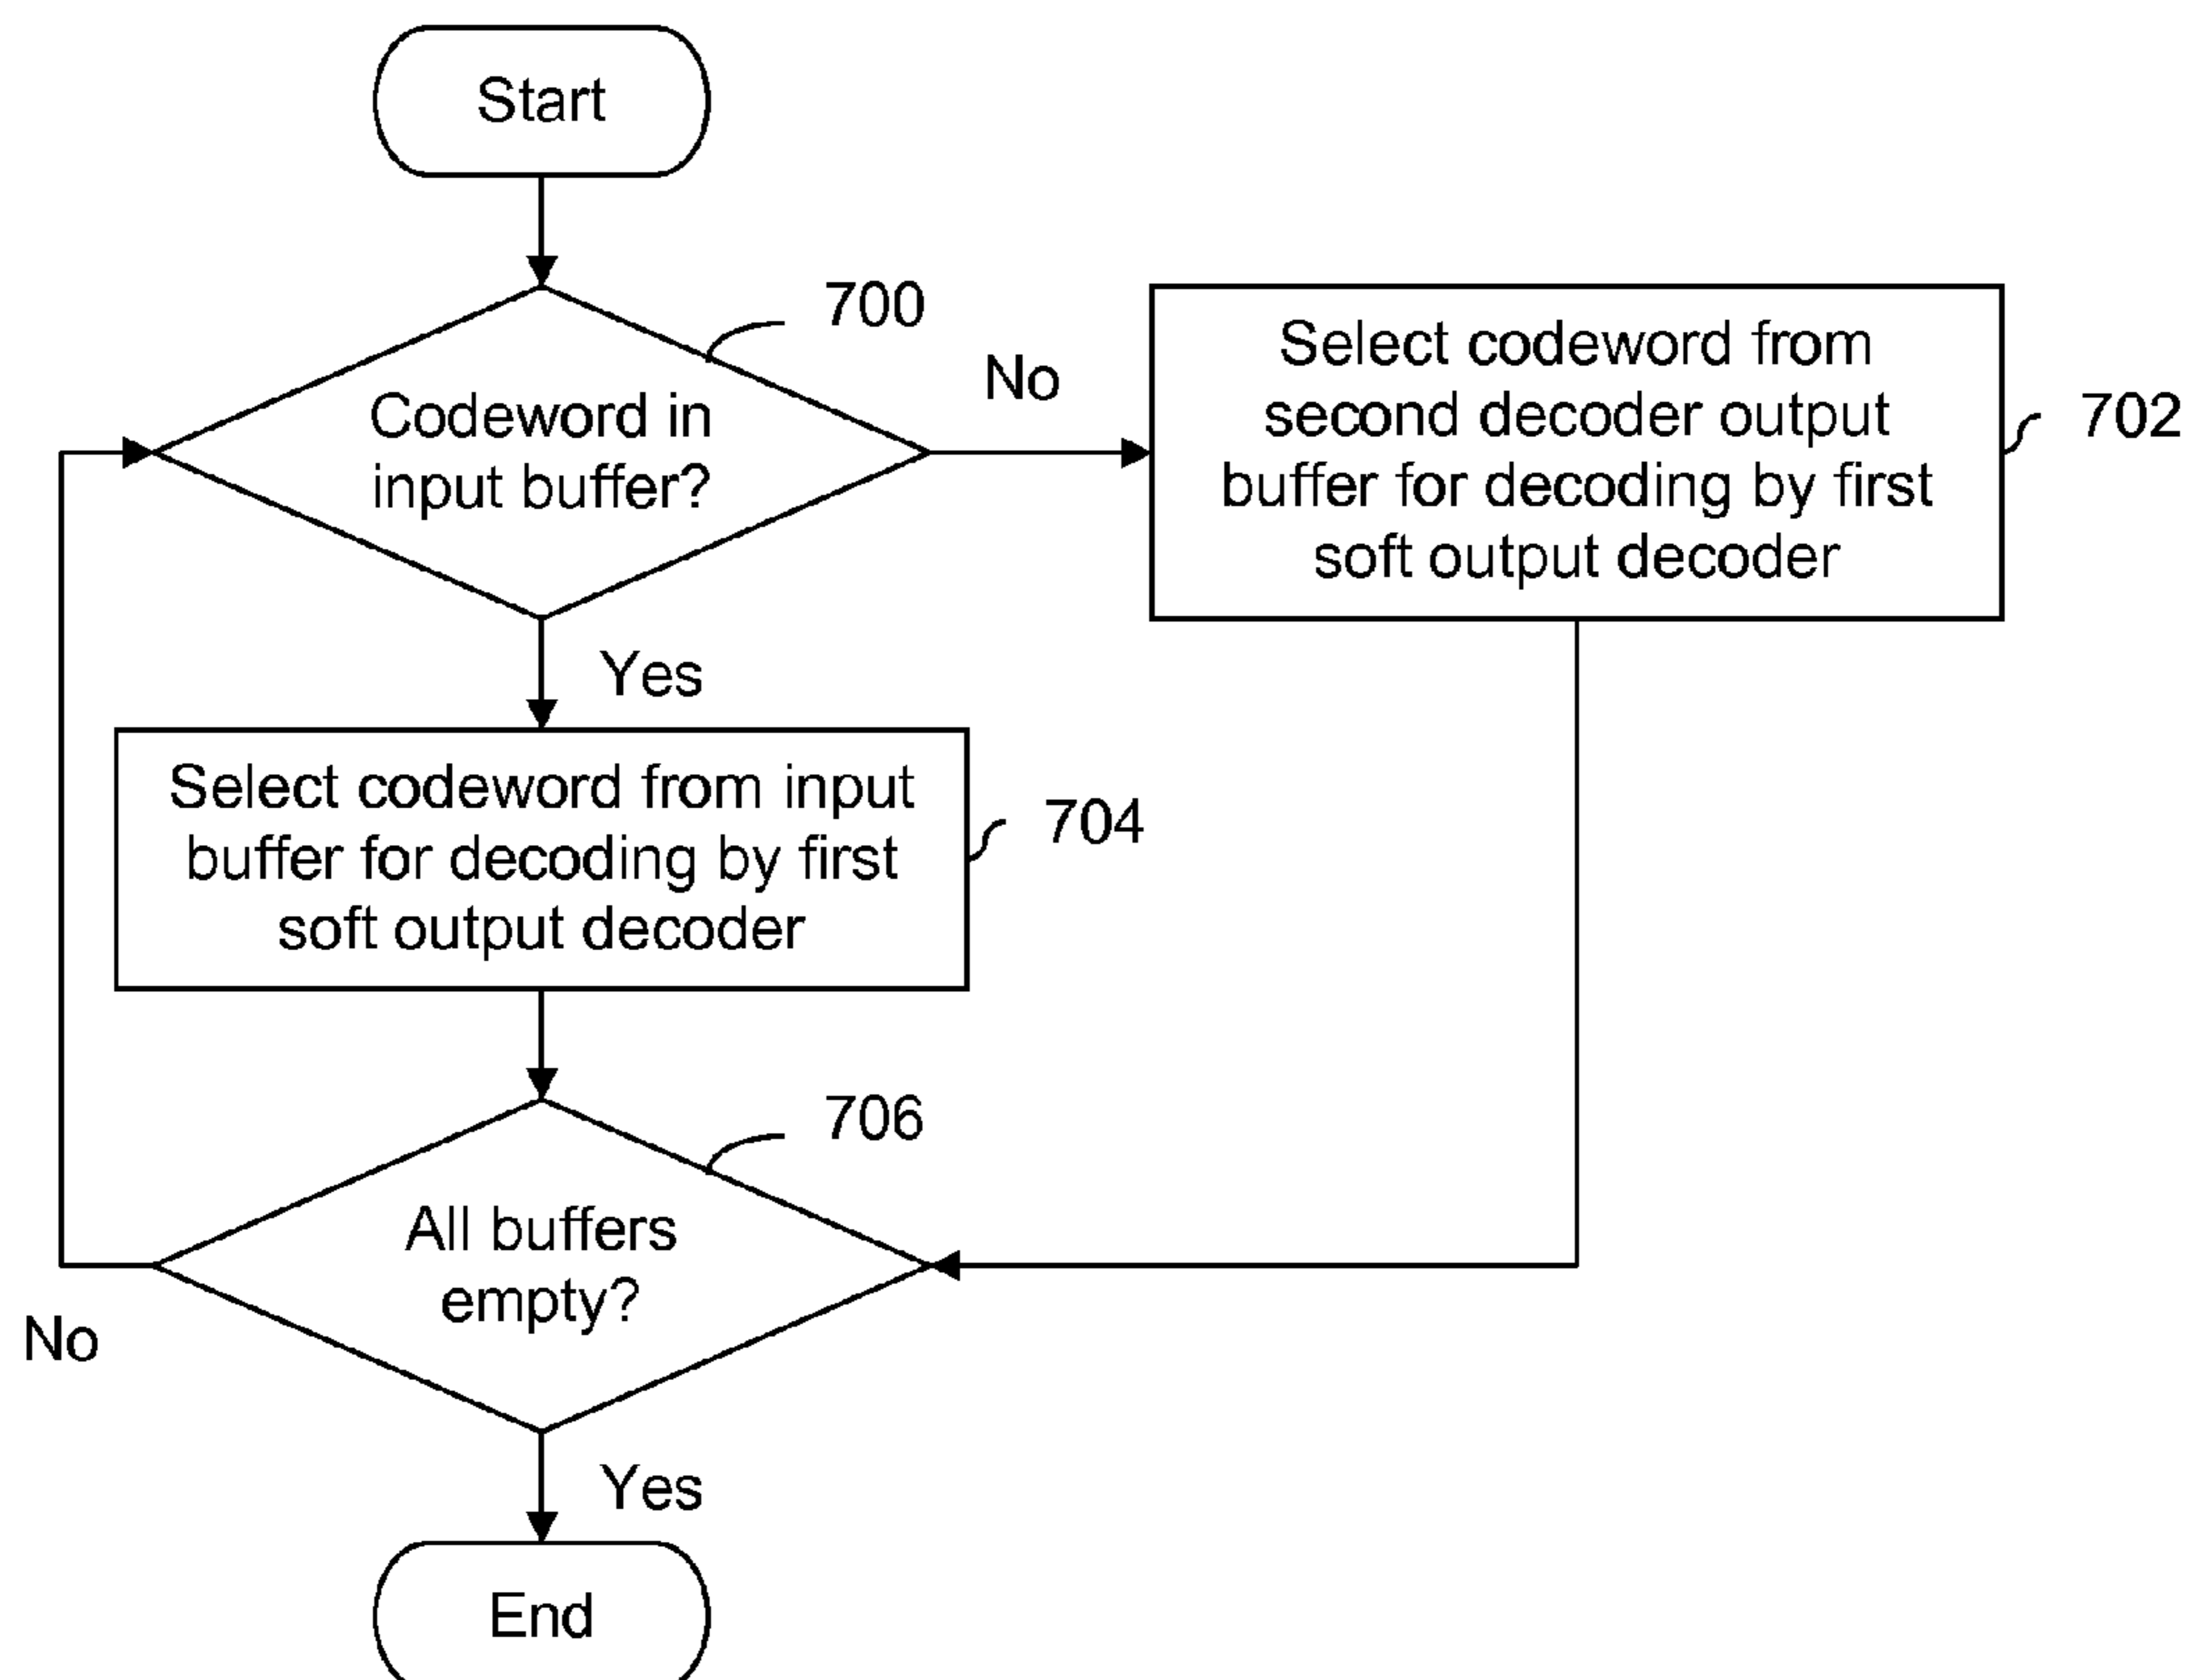 Start
700
Codeword in
input buffer?
No
Select codeword from
second decoder output
buffer for decoding by first
soft output decoder
702
Yes
Select codeword from input
buffer for decoding by first
soft output decoder
704
706
All buffers
empty?
No
Yes
End